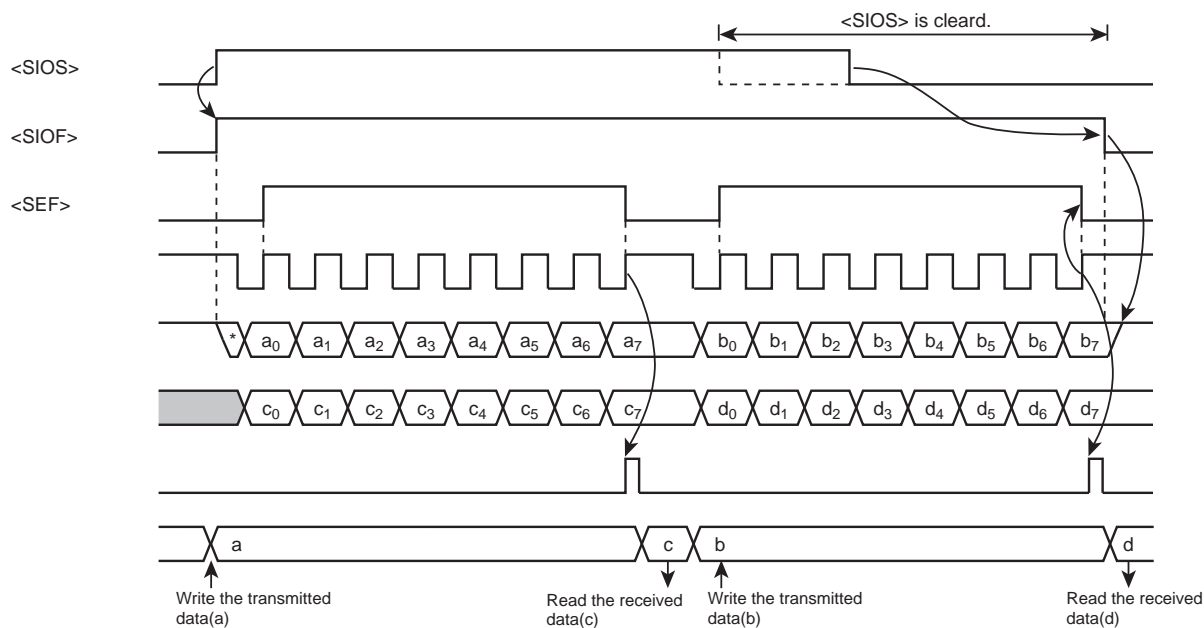 <SIOS> is cleard.
<SIOS>
<SIOF>
<SEF>
* a0 a1 a2 a3 a4 a5 a6 a7 b0 b1 b2 b3 b4 b5 b6 b7
c0 c1 c2 c3 c4 c5 c6 c7 d0 d1 d2 d3 d4 d5 d6 d7
a c b d
Write the transmitted
data(a)
Read the received
data(c)
Write the transmitted
data(b)
Read the received
data(d)